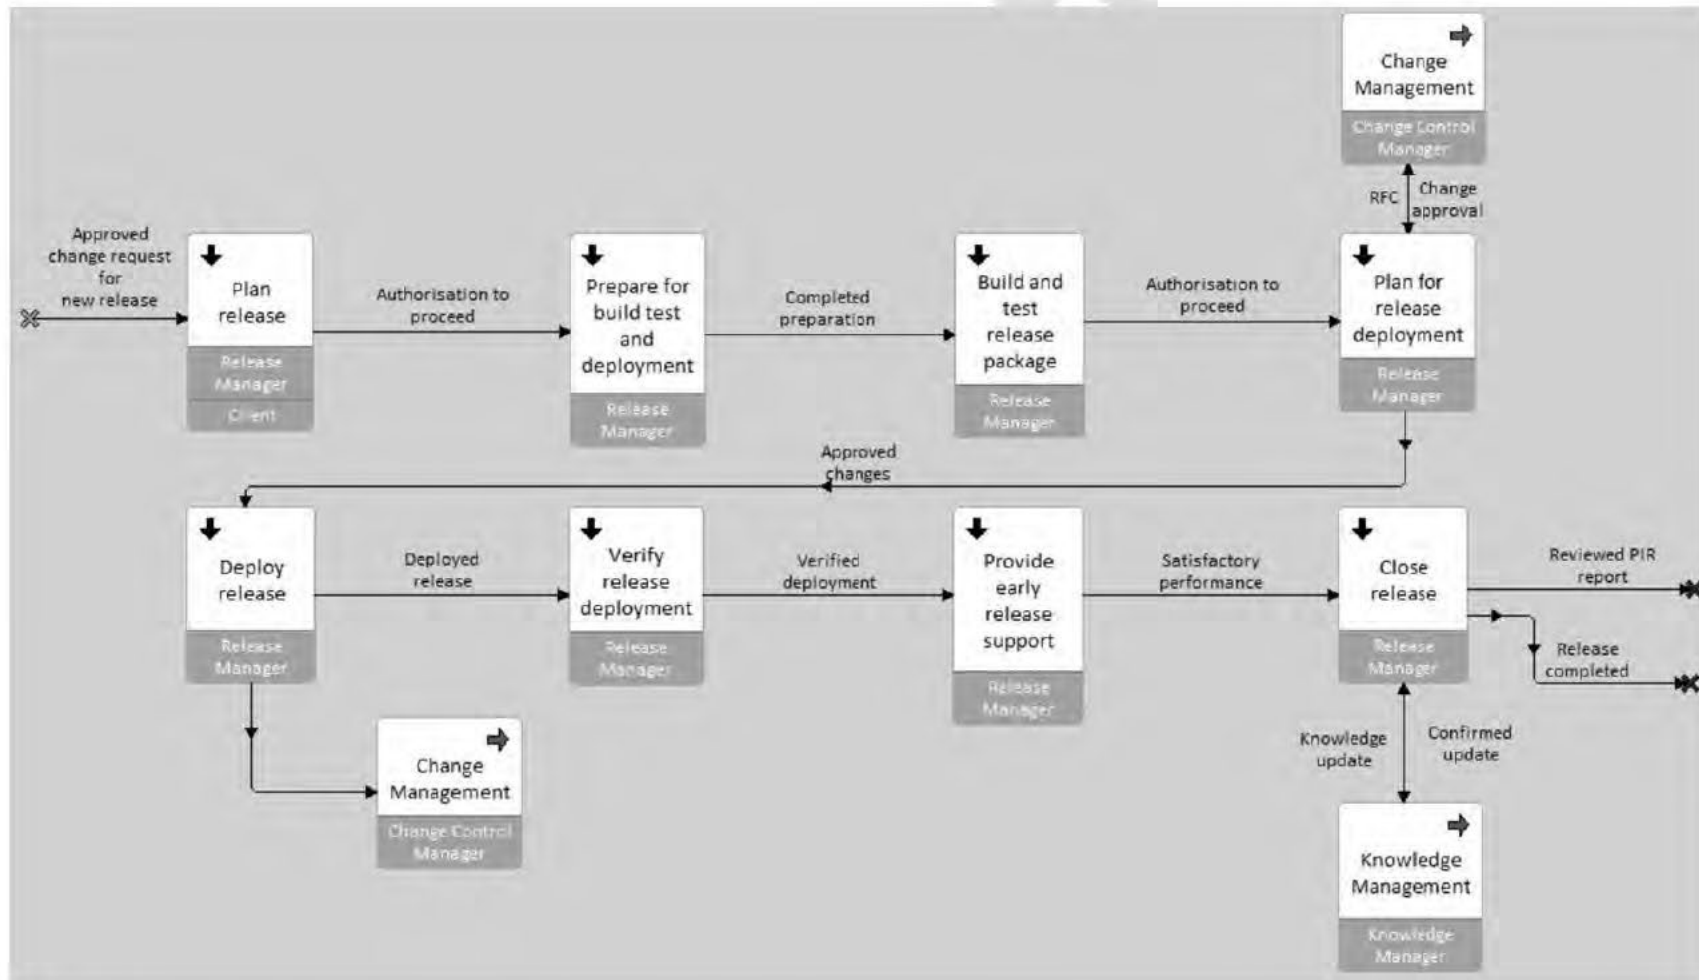 Change
Management
Change Control
Manager
RFC
Change
approval
Approved
change request
for
new release
Plan
release
Release
Manager
Client
Authorisation to
proceed
Prepare for
build test
and
deployment
Release
Manager
Completed
preparation
Build and
test
release
package
Release
Manager
Authorisation to
proceed
Plan for
release
deployment
Release
Manager
Approved
changes
Deploy
release
Release
Manager
Deployed
release
Verify
release
deployment
Release
Manager
Verified
deployment
Provide
early
release
support
Release
Manager
Satisfactory
performance
Close
release
Release
Manager
Reviewed PIR
report
Release
completed
Change
Management
Change Control
Manager
Knowledge
update
Confirmed
update
Knowledge
Management
Knowledge
Manager